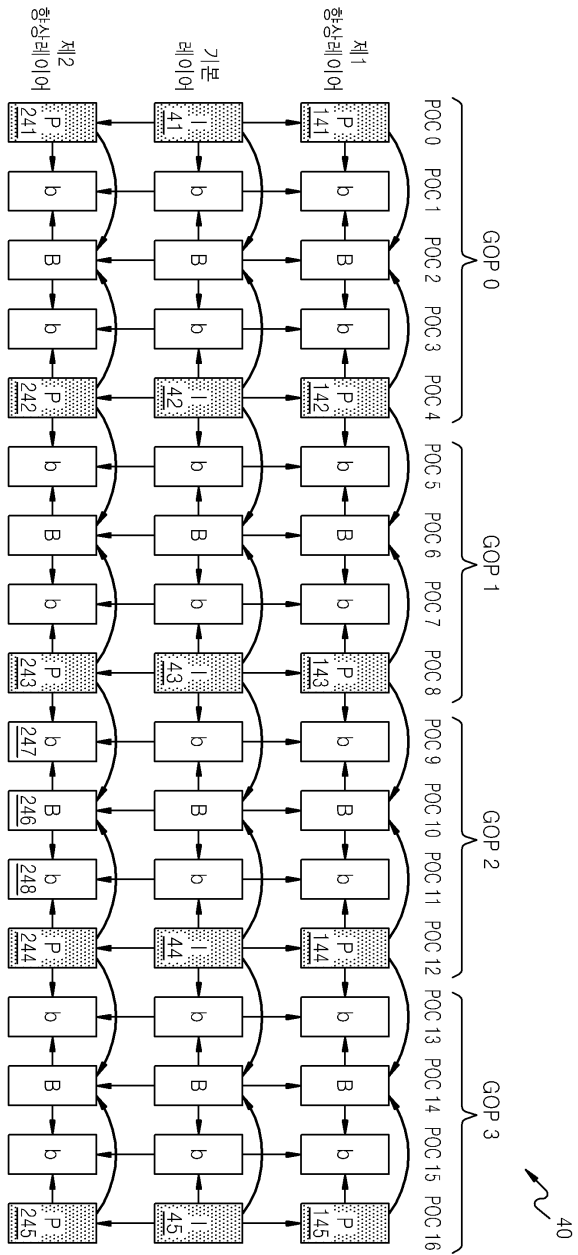 40
GOP 0 GOP 1 GOP 2 GOP 3
POC 0 POC 1 POC 2 POC 3 POC 4 POC 5 POC 6 POC 7 POC 8 POC 9 POC 10 POC 11 POC 12 POC 13 POC 14 POC 15 POC 16
제1
향상레이어
P b B b P b B b P b B b P b B b P
141 142 143 144 145
기본
레이어
I b B b I b B b I b B b I b B b I
41 42 43 44 45
제2
향상레이어
P b B b P b B b P b B b P b B b P
241 242 243 247 246 248 244 245